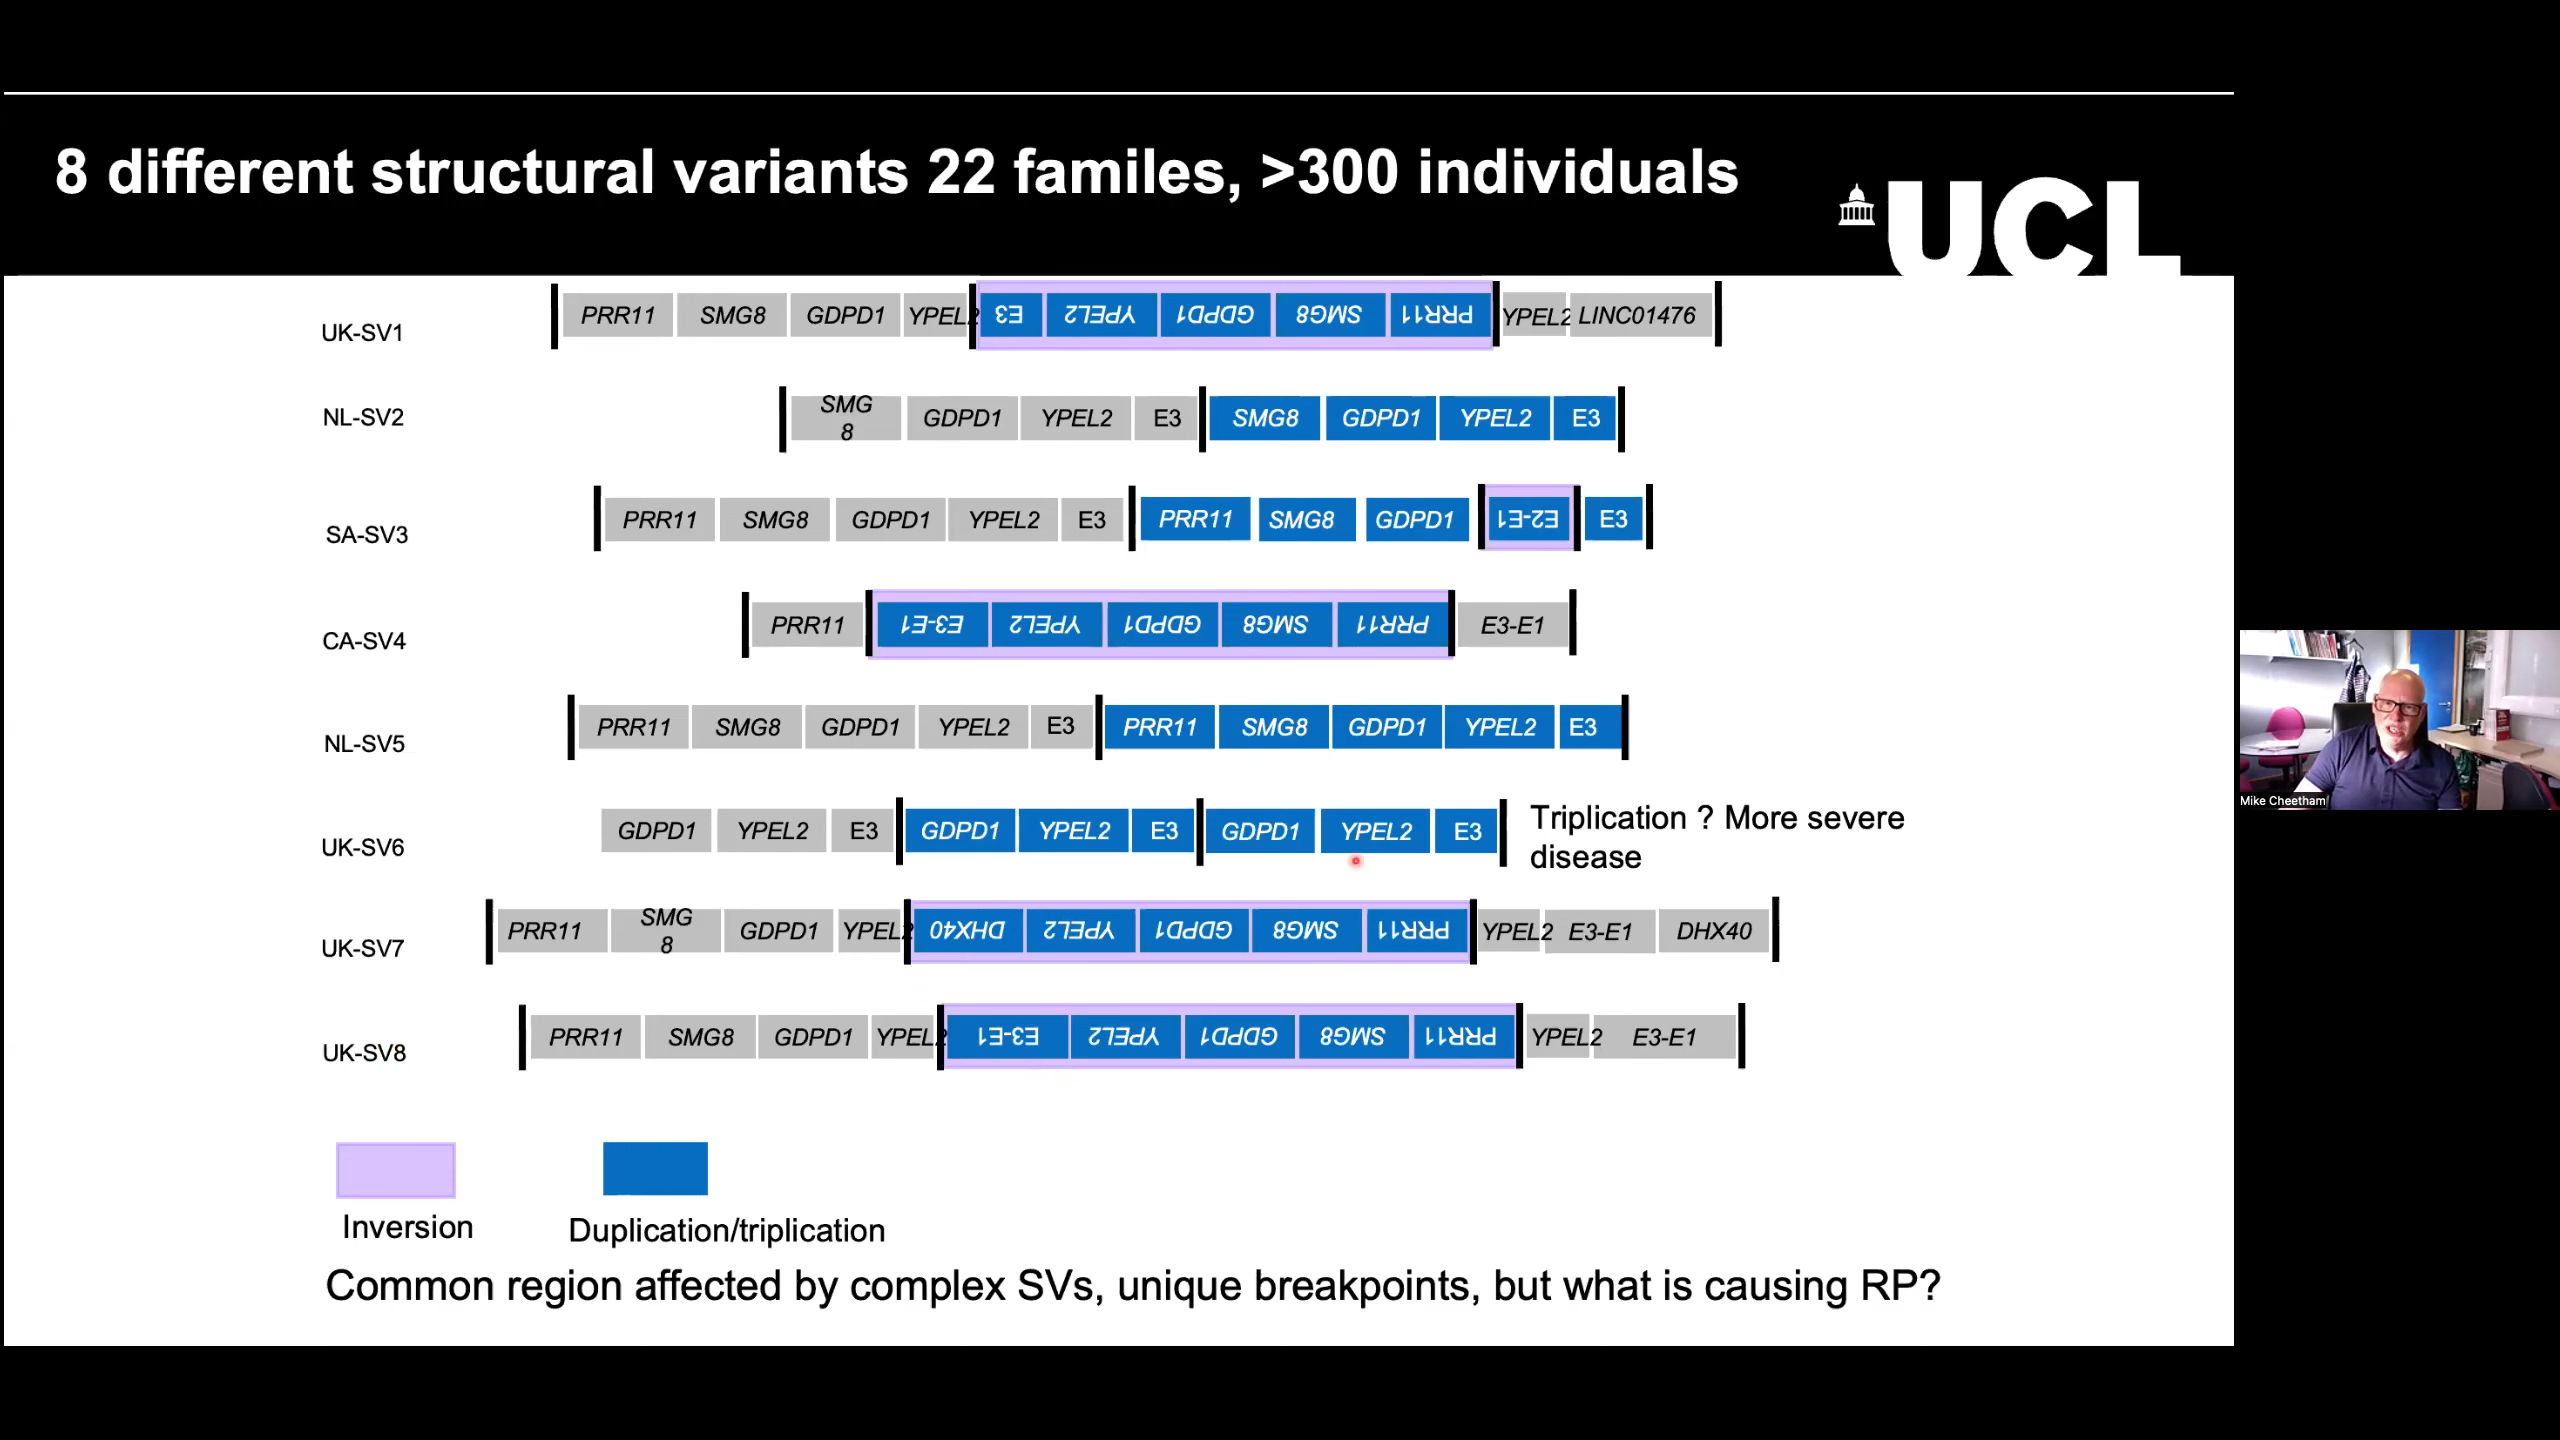 8 different structural variants 22 familes, >300 individuals
UCL
UK-SV1 PRR11 SMG8 GDPD1 YPEL2 E3 YPEL2 GDPD1 SMG8 PRR11 YPEL2 LINC01476
NL-SV2 SMG 8 GDPD1 YPEL2 E3 SMG8 GDPD1 YPEL2 E3
SA-SV3 PRR11 SMG8 GDPD1 YPEL2 E3 PRR11 SMG8 GDPD1 E2-E1 E3
CA-SV4 PRR11 E3-E1 YPEL2 GDPD1 SMG8 PRR11 E3-E1
NL-SV5 PRR11 SMG8 GDPD1 YPEL2 E3 PRR11 SMG8 GDPD1 YPEL2 E3
UK-SV6 GDPD1 YPEL2 E3 GDPD1 YPEL2 E3 GDPD1 YPEL2 E3 Triplication ? More severe
disease
UK-SV7 PRR11 SMG 8 GDPD1 YPEL2 DHX40 YPEL2 GDPD1 SMG8 PRR11 YPEL2 E3-E1 DHX40
UK-SV8 PRR11 SMG8 GDPD1 YPEL2 E3-E1 YPEL2 GDPD1 SMG8 PRR11 YPEL2 E3-E1
Inversion Duplication/triplication
Common region affected by complex SVs, unique breakpoints, but what is causing RP?
Mike Cheetham